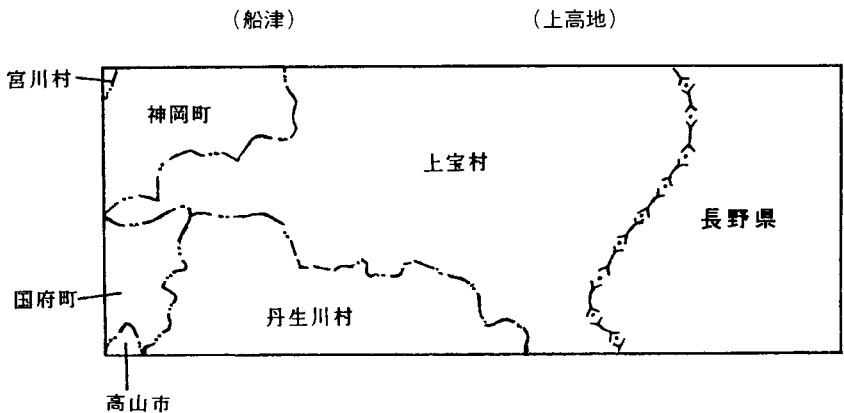 （船津）
（上高地）
宮川村
神岡町
上宝村
長野県
国府町
丹生川村
高山市